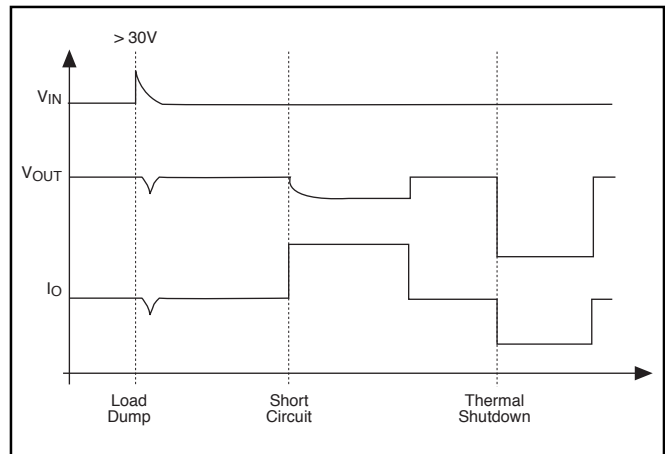 > 30V
VIN
VOUT
IO
Load
Dump
Short
Circuit
Thermal
Shutdown